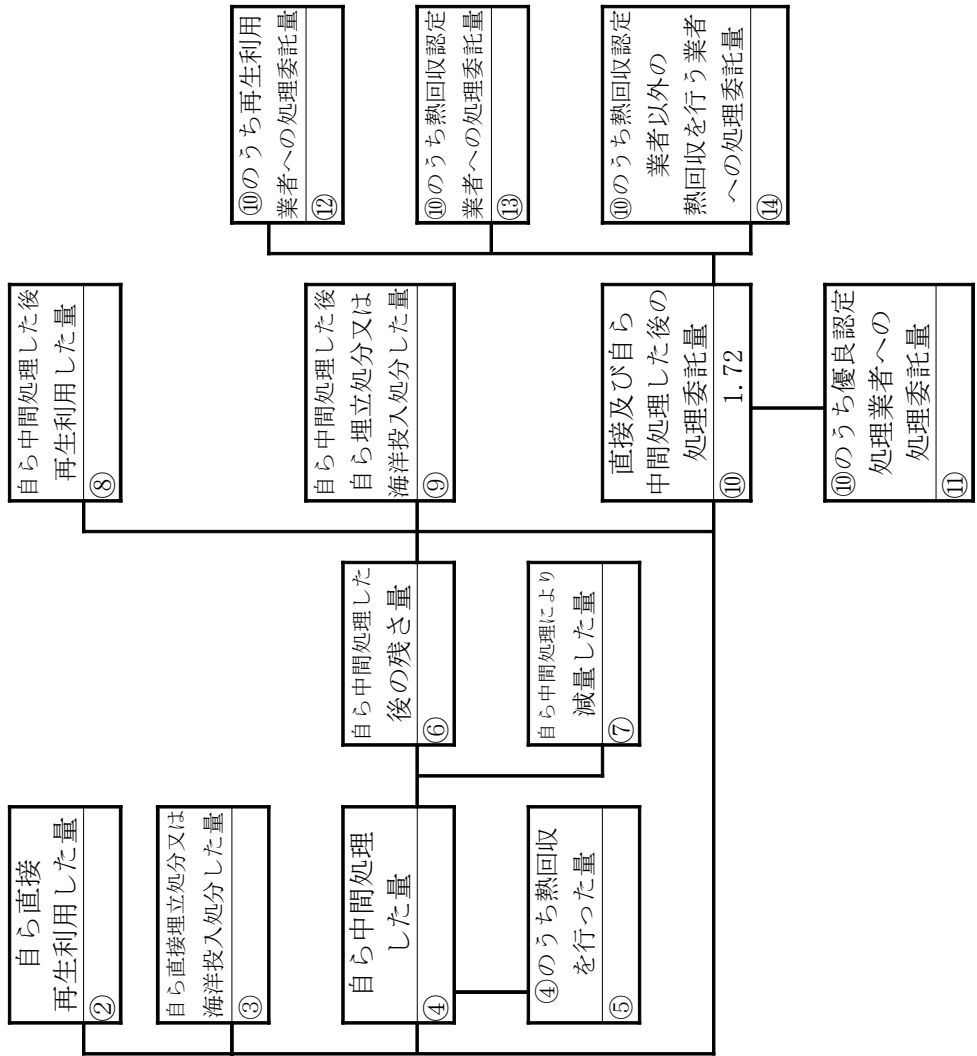 自ら直接
再生利用した量
②
自ら直接埋立処分又は
海洋投入処分した量
③
自ら中間処理
した量
④
④のうち熱回収
を行った量
⑤
自ら中間処理した
後の残さ量
⑥
自ら中間処理により
減量した量
⑦
自ら中間処理した後
再生利用した量
⑧
自ら中間処理した後
自ら埋立処分又は
海洋投入処分した量
⑨
直接及び自ら
中間処理した後の
処理委託量
⑩ 1.72
⑩のうち優良認定
処理業者への
処理委託量
⑪
⑩のうち再生利用
業者への処理委託量
⑫
⑩のうち熱回収認定
業者への処理委託量
⑬
⑩のうち熱回収認定
業者以外の
熱回収を行う業者
への処理委託量
⑭